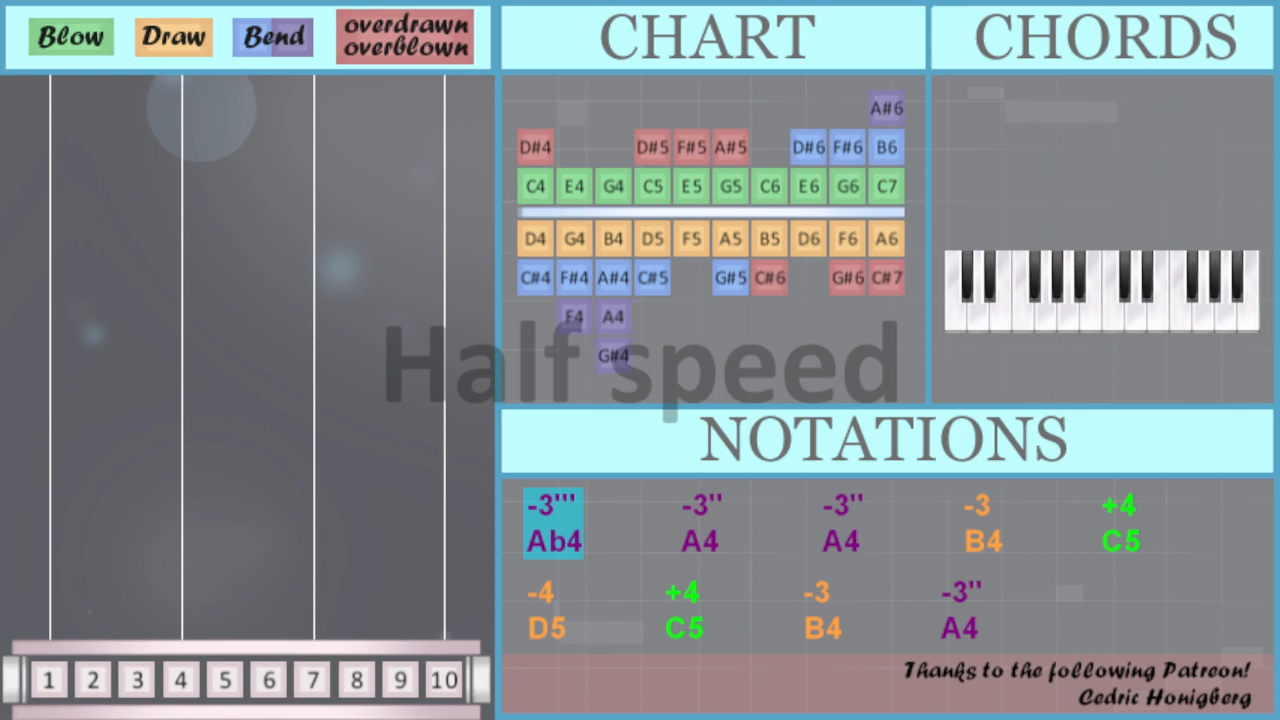 Blow Draw Bend overdrawn
overblown
CHART
CHORDS
A#6
D#4 D#5 F#5 A#5 D#6 F#6 B6
C4 E4 G4 C5 E5 G5 C6 E6 G6 C7
D4 G4 B4 D5 F5 A5 B5 D6 F6 A6
C#4 F#4 A#4 C#5 G#5 C#6 G#6 C#7
F4 A4
G#4
Half speed
NOTATIONS
-3''' -3'' -3'' -3 +4
Ab4 A4 A4 B4 C5
-4 +4 -3 -3''
D5 C5 B4 A4
Thanks to the following Patreon!
Cedric Honigberg
1 2 3 4 5 6 7 8 9 10